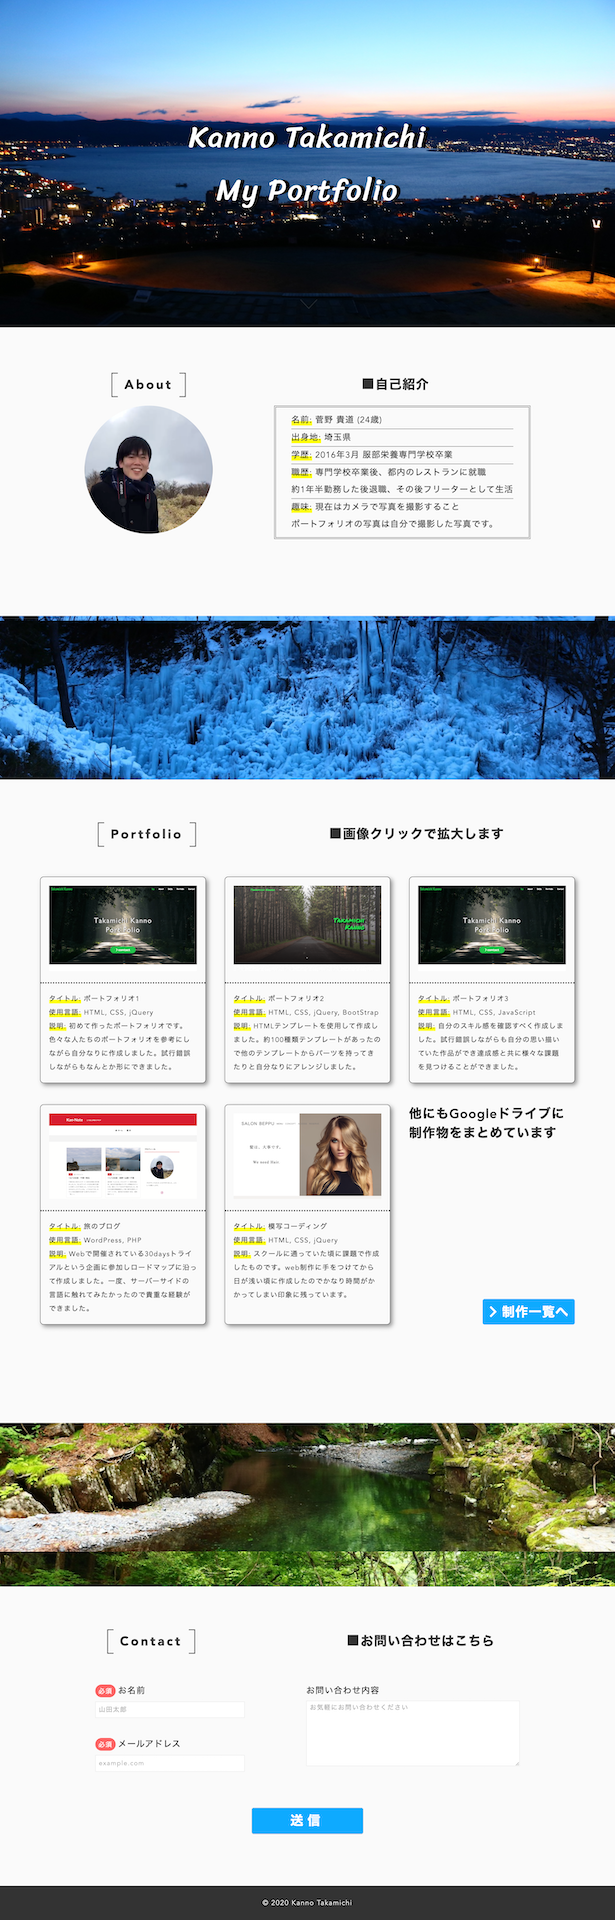 Kanno Takamichi
My Portfolio
About
■自己紹介
名前: 菅野 貴道 (24歳)
出身地: 埼玉県
学歴: 2016年3月 服部栄養専門学校卒業
職歴: 専門学校卒業後、都内のレストランに就職
約1年半勤務した後退職、その後フリーターとして生活
趣味: 現在はカメラで写真を撮影すること
ポートフォリオの写真は自分で撮影した写真です。
Portfolio
■画像クリックで拡大します
Takamichi Kanno
Portfolio
タイトル: ポートフォリオ1
使用言語: HTML, CSS, jQuery
説明: 初めて作ったポートフォリオです。
色々な人たちのポートフォリオを参考にし
ながら自分なりに作成しました。試行錯誤
しながらもなんとか形にできました。
Takamichi
Kanno
タイトル: ポートフォリオ2
使用言語: HTML, CSS, jQuery, BootStrap
説明: HTMLテンプレートを使用して作成し
ました。約100種類テンプレートがあったの
で他のテンプレートからパーツを持ってき
たりと自分なりにアレンジしました。
Takamichi Kanno
Portfolio
タイトル: ポートフォリオ3
使用言語: HTML, CSS, JavaScript
説明: 自分のスキル感を確認すべく作成しま
した。試行錯誤しながらも自分の思い描い
ていた作品ができ達成感と共に様々な課題
を見つけることができました。
タイトル: 旅のブログ
使用言語: WordPress, PHP
説明: Webで開催されている30daysトライ
アルという企画に参加しロードマップに沿っ
て作成しました。一度、サーバーサイドの
言語に触れてみたかったので貴重な経験が
できました。
SALON BEPPU
髪は、大事です。
We need Hair
タイトル: 模写コーディング
使用言語: HTML, CSS, jQuery
説明: スクールに通っていた頃に課題で作成
したものです。web制作に手をつけてから
日が浅い頃に作成したのでかなり時間がか
かってしまい印象に残っています。
他にもGoogleドライブに
制作物をまとめています
制作一覧へ
Contact
■お問い合わせはこちら
必須 お名前
山田太郎
必須 メールアドレス
example.com
お問い合わせ内容
お気軽にお問い合わせください
送信
© 2020 Kanno Takamichi